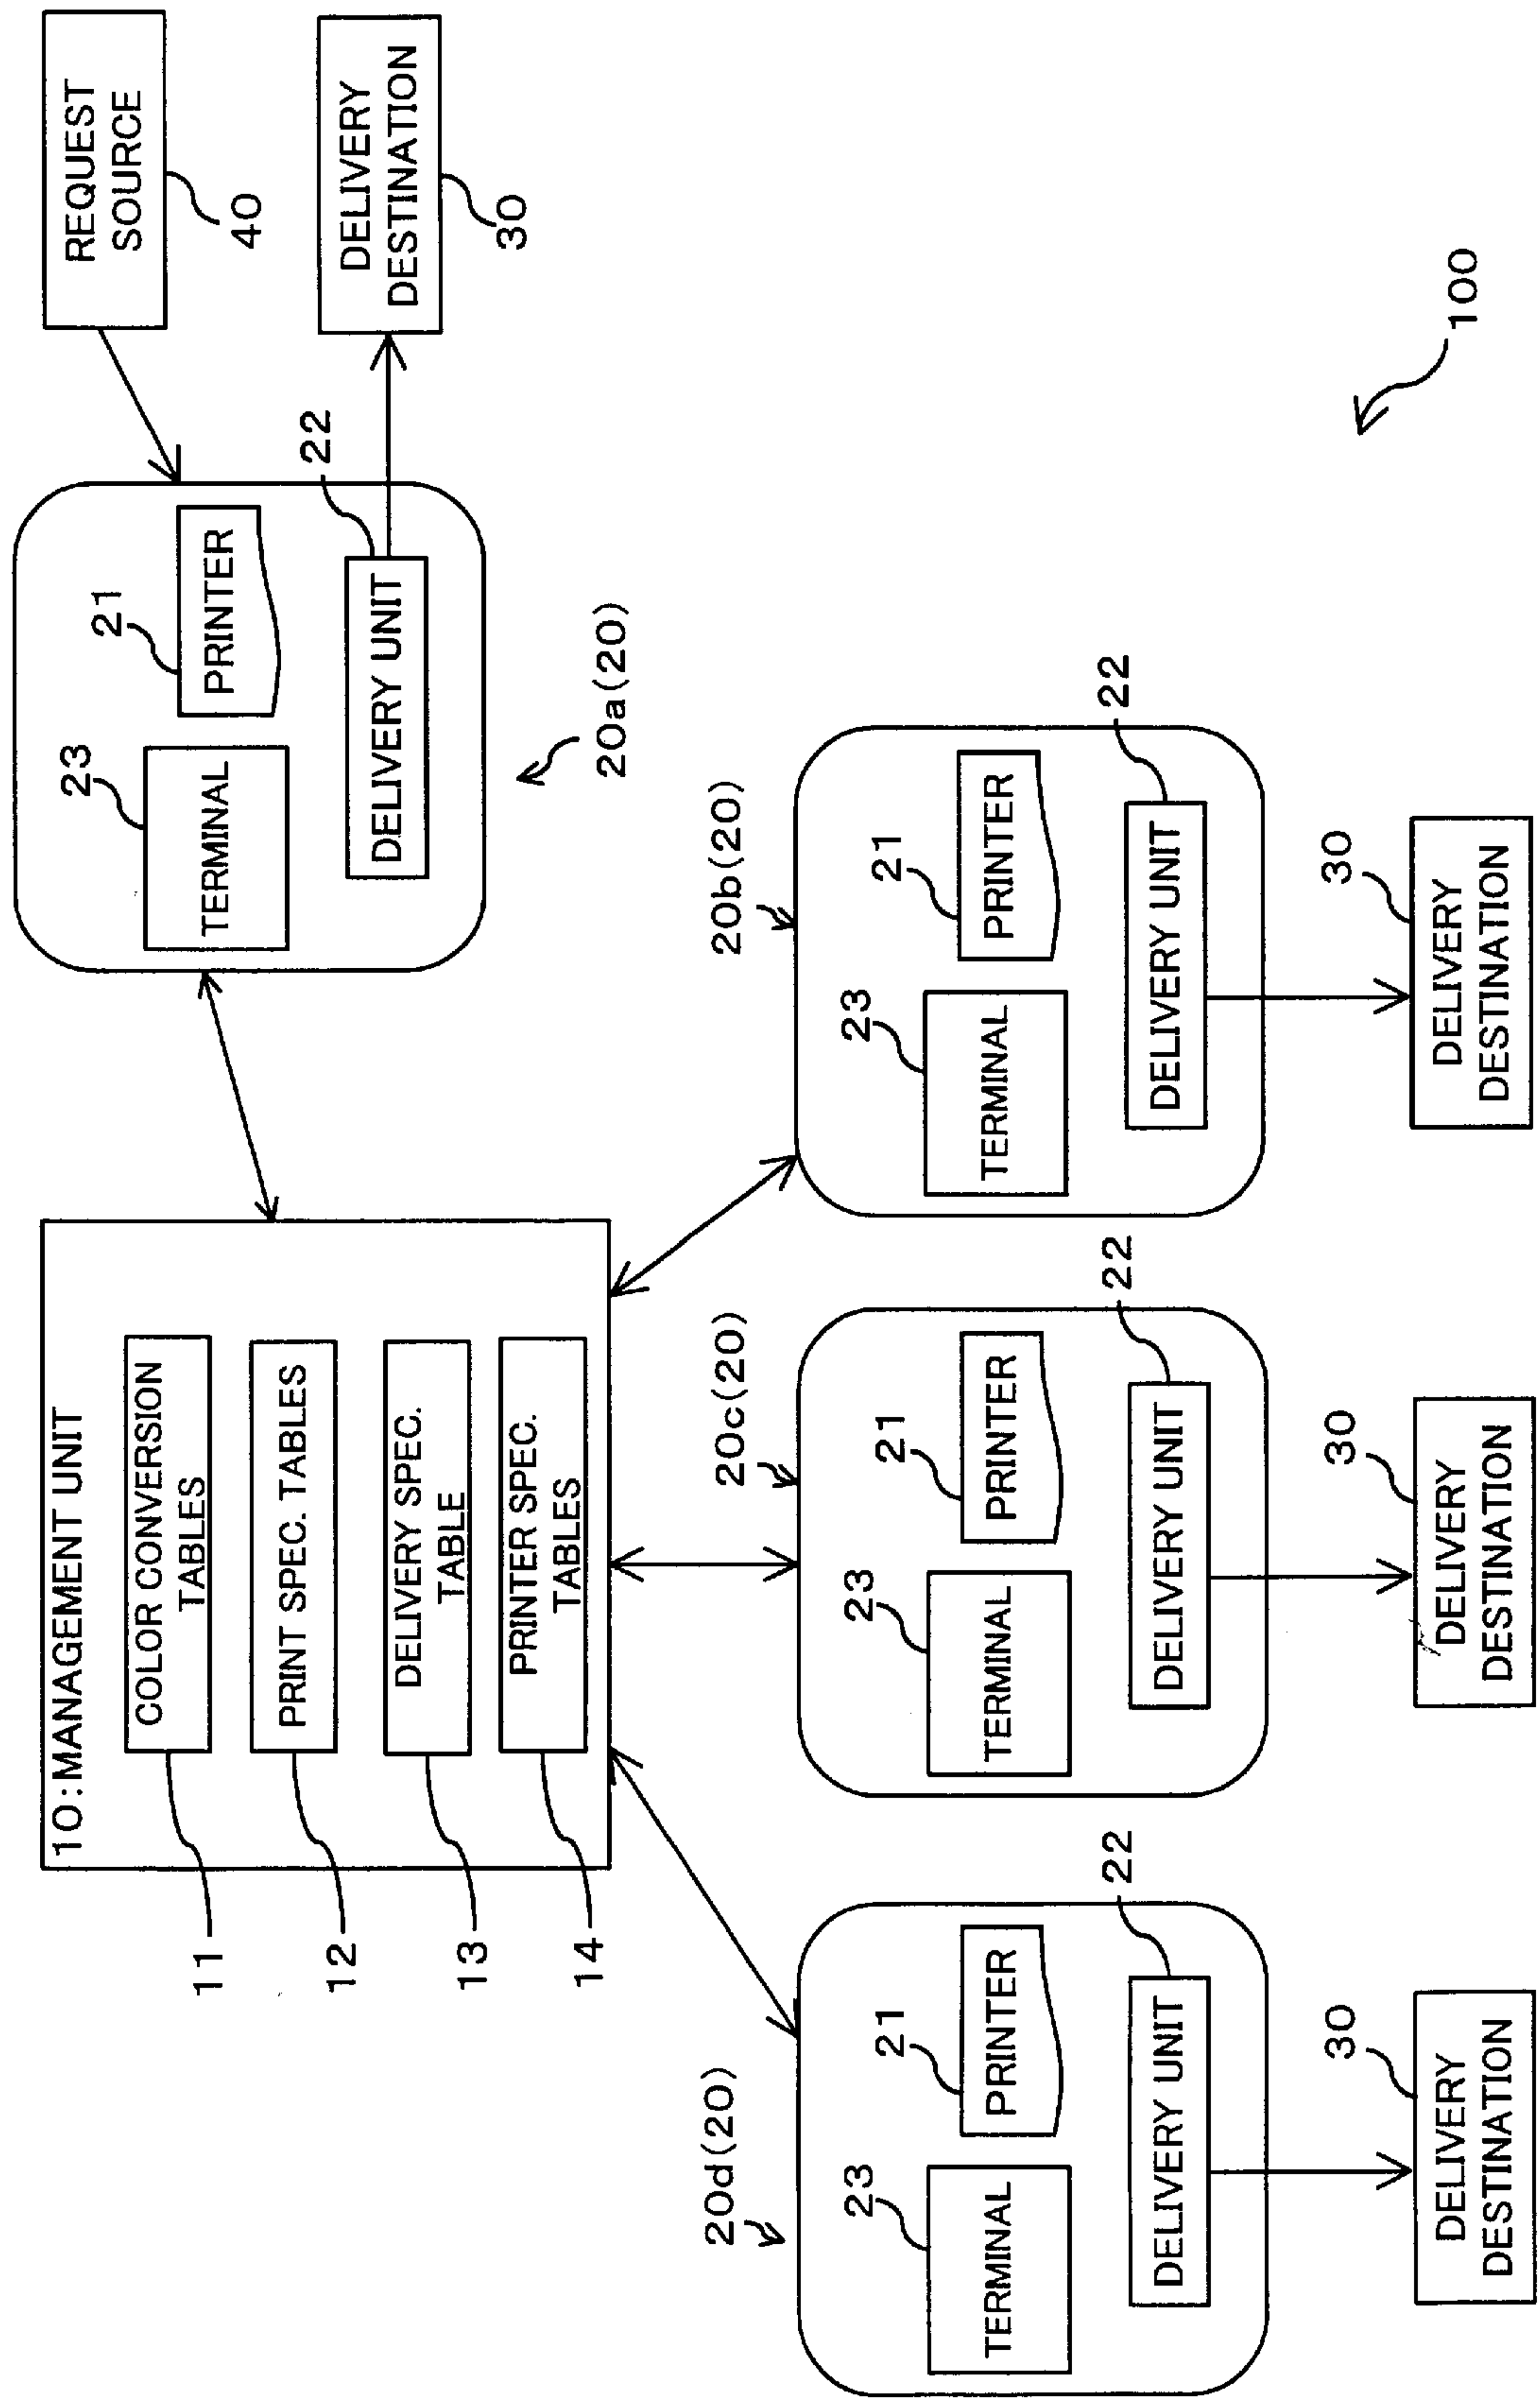 10:MANAGEMENT UNIT
COLOR CONVERSION
TABLES
PRINT SPEC. TABLES
DELIVERY SPEC.
TABLE
PRINTER SPEC.
TABLES
11
12
13
14
23
TERMINAL
21
PRINTER
22
DELIVERY UNIT
20a(20)
REQUEST
SOURCE
40
DELIVERY
DESTINATION
30
20d(20)
23
TERMINAL
21
PRINTER
22
DELIVERY UNIT
30
DELIVERY
DESTINATION
20c(20)
23
TERMINAL
21
PRINTER
22
DELIVERY UNIT
30
DELIVERY
DESTINATION
20b(20)
23
TERMINAL
21
PRINTER
22
DELIVERY UNIT
30
DELIVERY
DESTINATION
100